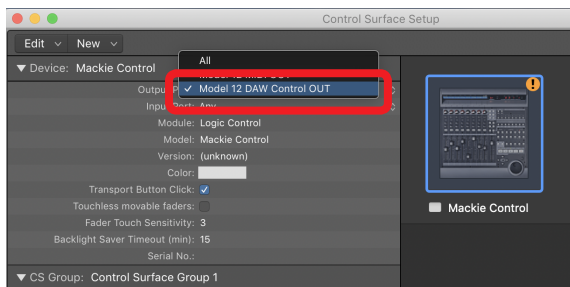 Control Surface Setup
Edit New
Device: Mackie Control
All
Model 12 DAW Control OUT
Input Port: Any
Module: Logic Control
Model: Mackie Control
Version: (unknown)
Color:
Transport Button Click:
Touchless movable faders:
Fader Touch Sensitivity: 3
Backlight Saver Timeout (min): 15
Serial No.:
CS Group: Control Surface Group 1
Mackie Control